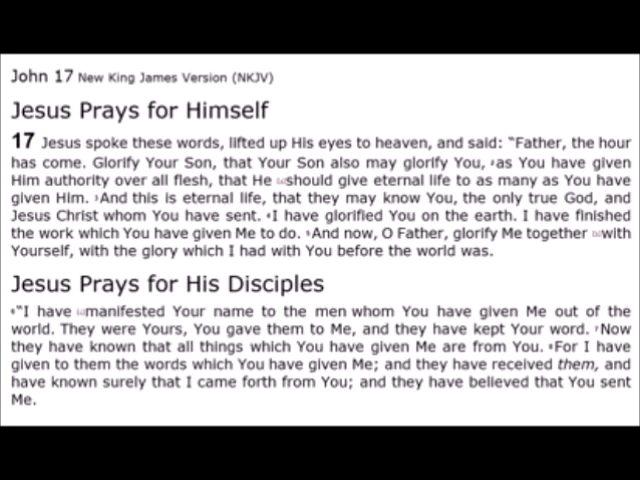 John 17 New King James Version (NKJV)
Jesus Prays for Himself
17 Jesus spoke these words, lifted up His eyes to heaven, and said: "Father, the hour
has come. Glorify Your Son, that Your Son also may glorify You, 2as You have given
Him authority over all flesh, that He should give eternal life to as many as You have
given Him. 3And this is eternal life, that they may know You, the only true God, and
Jesus Christ whom You have sent. 4I have glorified You on the earth. I have finished
the work which You have given Me to do. 5And now, O Father, glorify Me together with
Yourself, with the glory which I had with You before the world was.
Jesus Prays for His Disciples
6"I have manifested Your name to the men whom You have given Me out of the
world. They were Yours, You gave them to Me, and they have kept Your word. 7Now
they have known that all things which You have given Me are from You. 8For I have
given to them the words which You have given Me; and they have received them, and
have known surely that I came forth from You; and they have believed that You sent
Me.